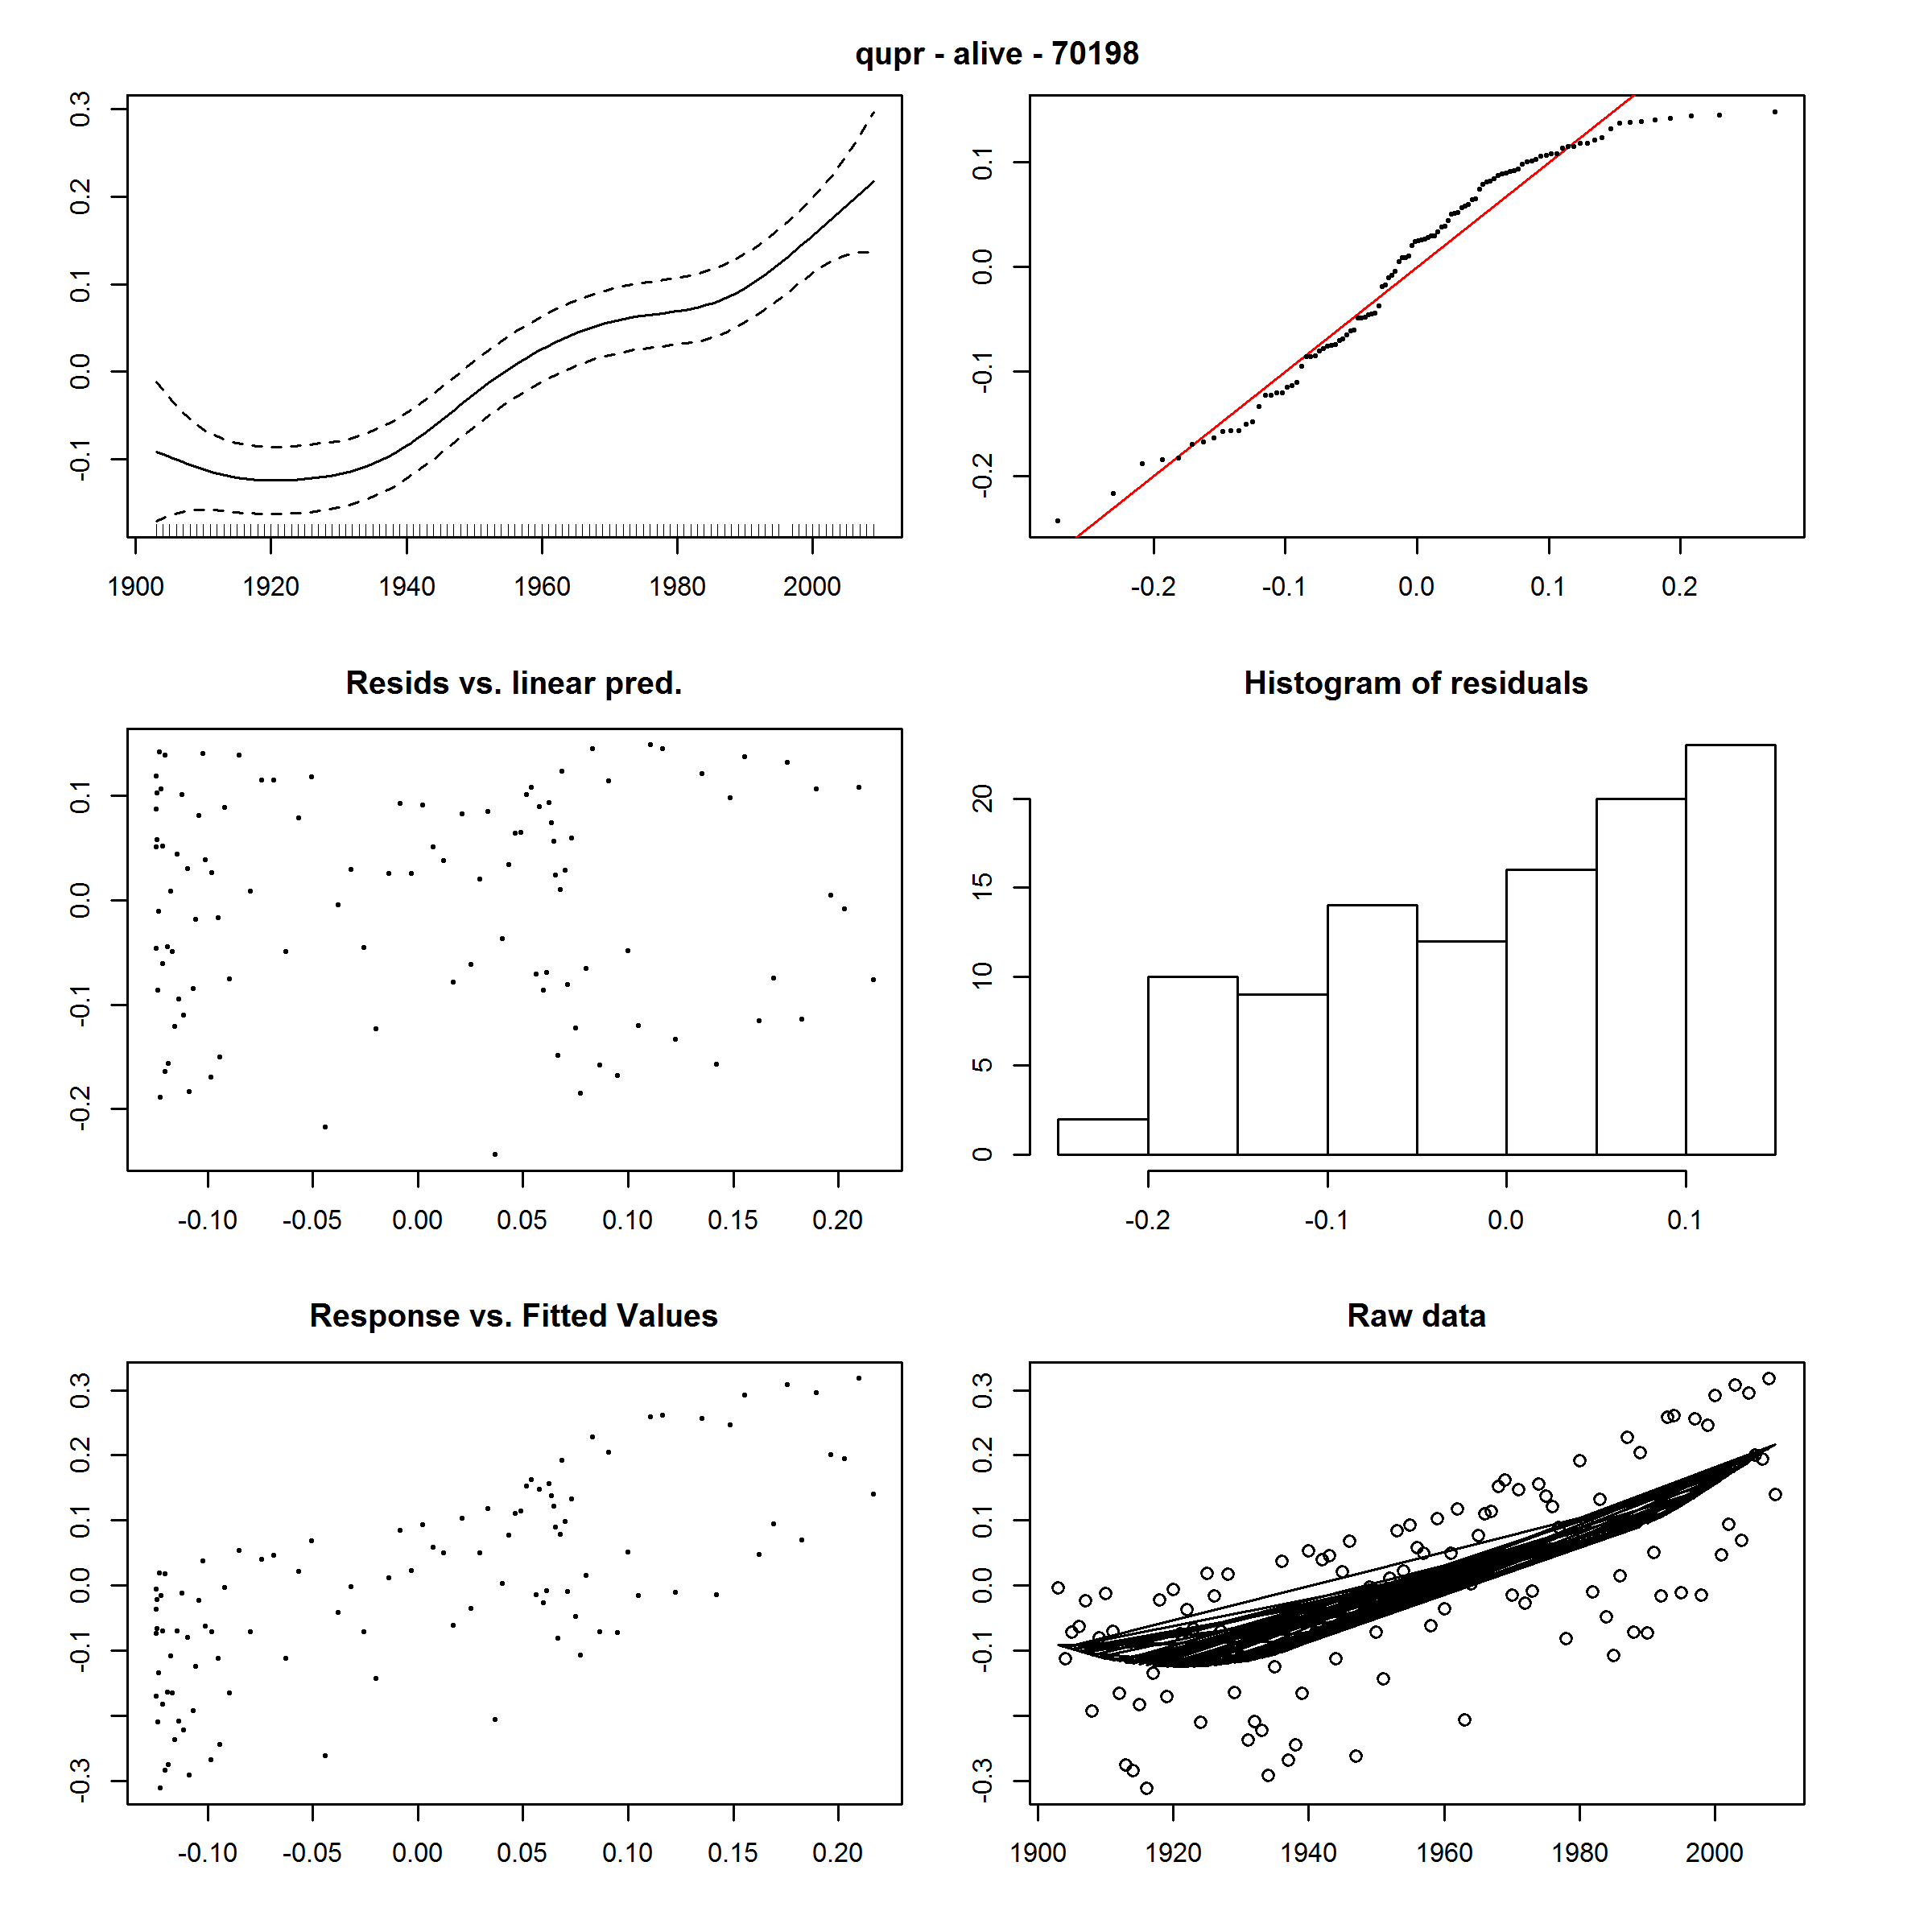 qupr - alive - 70198
0.3
0.2
0.1
0.0
-0.1
1900 1920 1940 1960 1980 2000
0.1
0.0
-0.1
-0.2
-0.2 -0.1 0.0 0.1 0.2
Resids vs. linear pred.
0.1
0.0
-0.1
-0.2
-0.10 -0.05 0.00 0.05 0.10 0.15 0.20
Histogram of residuals
20
15
10
5
0
-0.2 -0.1 0.0 0.1
Response vs. Fitted Values
0.3
0.2
0.1
0.0
-0.1
-0.3
-0.10 -0.05 0.00 0.05 0.10 0.15 0.20
Raw data
0.3
0.2
0.1
0.0
-0.1
-0.3
1900 1920 1940 1960 1980 2000